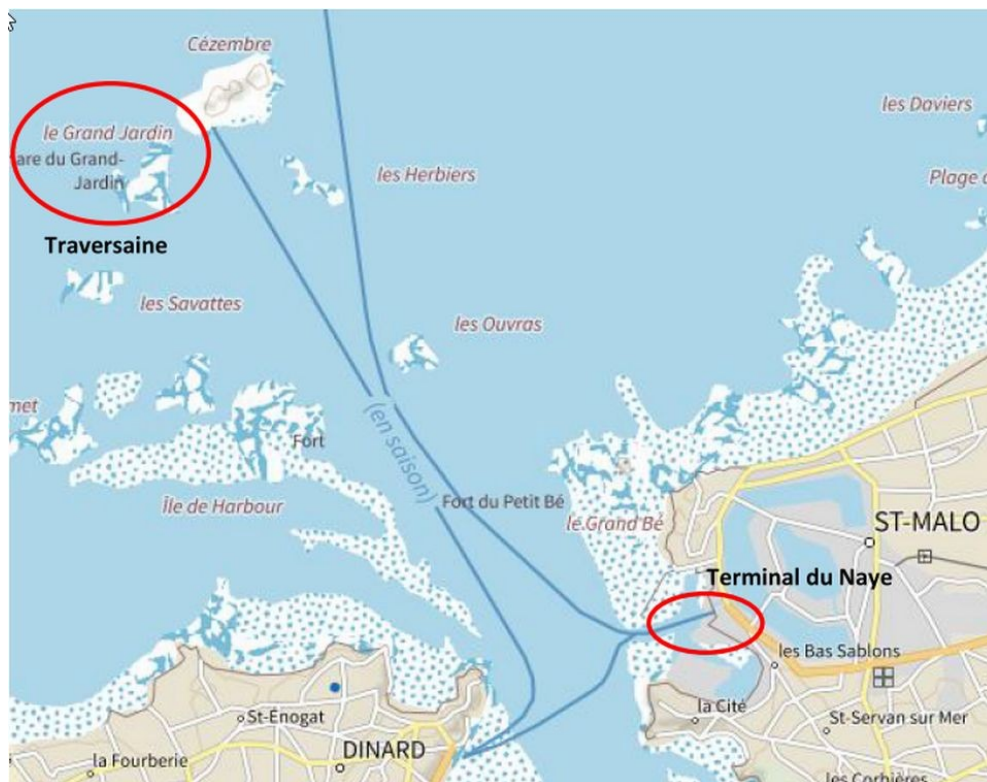 Cézembre
les Daviers
le Grand Jardin
are du Grand-
Jardin
les Herbiers
Plage d
Traversaine
les Savattes
les Ouvras
met
(en saison)
Fort
Fort du Petit Bé
Île de Harbour
le Grand Bé
ST-MALO
Terminal du Naye
les Bas Sablons
la Cité
St-Énogat
St-Servan sur Mer
DINARD
la Fourberie
les Corbières